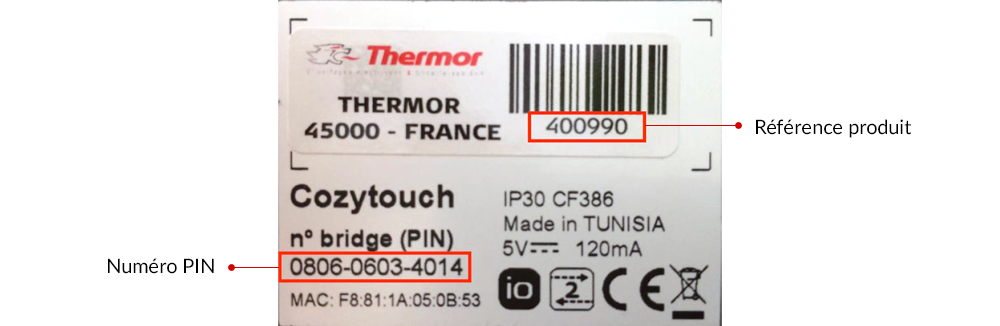 Thermor
THERMOR
45000 - FRANCE
400990
Référence produit
Cozytouch
n° bridge (PIN)
0806-0603-4014
Numéro PIN
MAC: F8:81:1A:05:0B:53
IP30 CF386
Made in TUNISIA
5V 120mA
io
2
CE